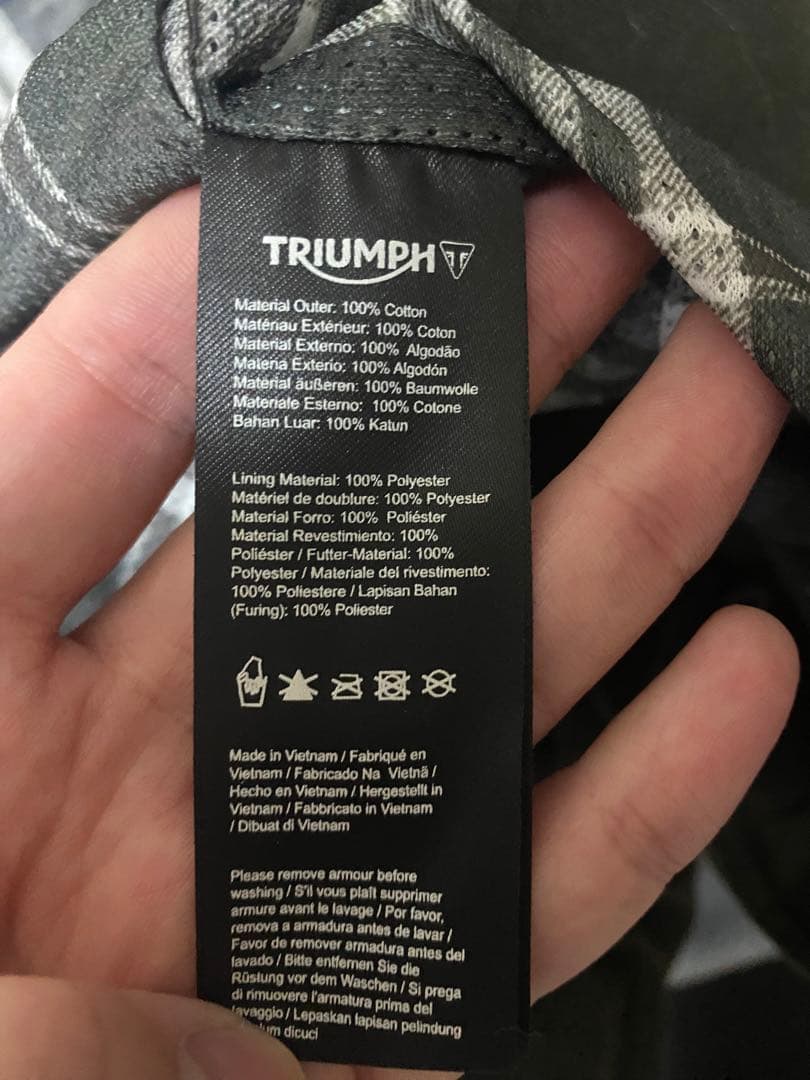 TRIUMPH
Material Outer: 100% Cotton
Matériau Extérieur: 100% Coton
Material Externo: 100% Algodão
Materia Exterio: 100% Algodón
Material äußeren: 100% Baumwolle
Materiale Esterno: 100% Cotone
Bahan Luar: 100% Katun
Lining Material: 100% Polyester
Matériel de doublure: 100% Polyester
Material Forro: 100% Poliéster
Material Revestimiento: 100%
Poliéster / Futter-Material: 100%
Polyester / Materiale del rivestimento:
100% Poliestere / Lapisan Bahan
(Furing): 100% Poliester
Made in Vietnam / Fabriqué en
Vietnam / Fabricado Na Vietnã /
Hecho en Vietnam / Hergestellt in
Vietnam / Fabbricato in Vietnam
/ Dibuat di Vietnam
Please remove armour before
washing / S'il vous plaît supprimer
armure avant le lavage / Por favor,
remova a armadura antes de lavar /
Favor de remover armadura antes del
lavado / Bitte entfernen Sie die
Rüstung vor dem Waschen / Si prega
di rimuovere l'armatura prima del
lavaggio / Lepaskan lapisan pelindung
dicuci